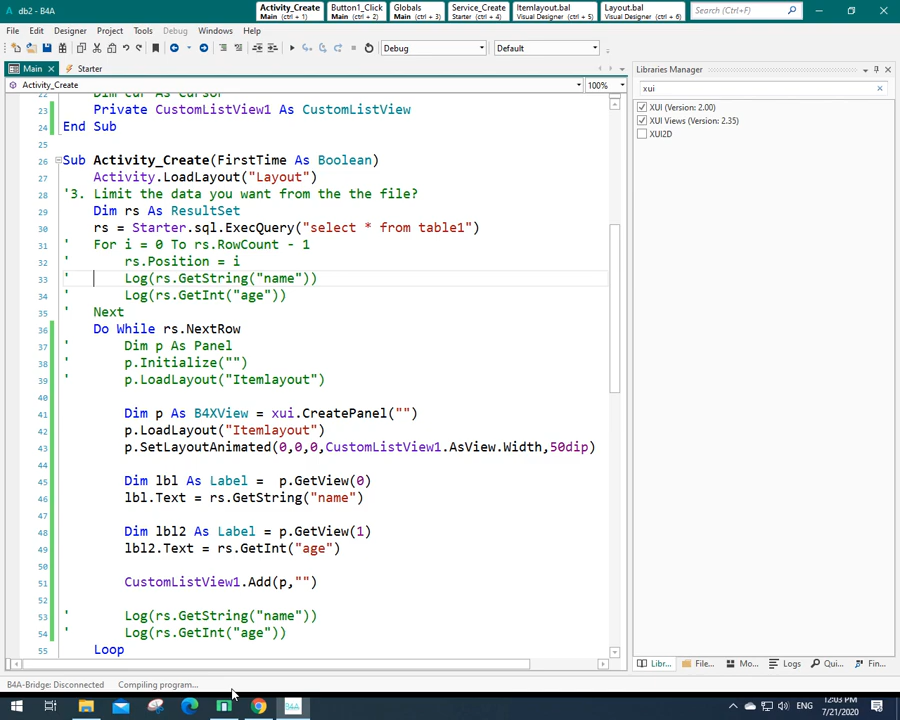 db2 - B4A
Activity_Create
Main (ctrl + 1)
Button1_Click
Main (ctrl + 2)
Globals
Main (ctrl + 3)
Service_Create
Starter (ctrl + 4)
Itemlayout.bal
Visual Designer (ctrl + 5)
Layout.bal
Visual Designer (ctrl + 6)
Search (Ctrl+F)
File Edit Designer Project Tools Debug Windows Help
Debug
Default
Main
Starter
Activity_Create
100%
22 Dim cur As Cursor
23 Private CustomListView1 As CustomListView
24 End Sub
25
26 Sub Activity_Create(FirstTime As Boolean)
27 Activity.LoadLayout("Layout")
28 '3. Limit the data you want from the the file?
29 Dim rs As ResultSet
30 rs = Starter.sql.ExecQuery("select * from table1")
31 ' For i = 0 To rs.RowCount - 1
32 ' rs.Position = i
33 ' Log(rs.GetString("name"))
34 ' Log(rs.GetInt("age"))
35 ' Next
36 Do While rs.NextRow
37 ' Dim p As Panel
38 ' p.Initialize("")
39 ' p.LoadLayout("Itemlayout")
40
41 Dim p As B4XView = xui.CreatePanel("")
42 p.LoadLayout("Itemlayout")
43 p.SetLayoutAnimated(0,0,0,CustomListView1.AsView.Width,50dip)
44
45 Dim lbl As Label = p.GetView(0)
46 lbl.Text = rs.GetString("name")
47
48 Dim lbl2 As Label = p.GetView(1)
49 lbl2.Text = rs.GetInt("age")
50
51 CustomListView1.Add(p,"")
52
53 ' Log(rs.GetString("name"))
54 ' Log(rs.GetInt("age"))
55 Loop
Libraries Manager
xui
XUI (Version: 2.00)
XUI Views (Version: 2.35)
XUI2D
Libr...
File...
Mo...
Logs
Qui...
Fin...
B4A-Bridge: Disconnected
Compiling program...
B4A
ENG
12:03 PM
7/21/2020